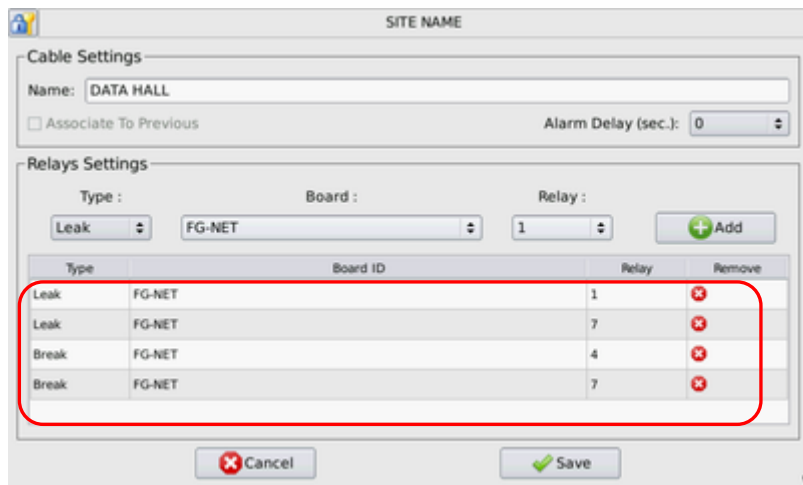 SITE NAME
Cable Settings
Name: DATA HALL
Associate To Previous Alarm Delay (sec.): 0
Relays Settings
Type : Board : Relay :
Leak FG-NET 1 Add
Type Board ID Relay Remove
Leak FG-NET 1
Leak FG-NET 7
Break FG-NET 4
Break FG-NET 7
Cancel Save